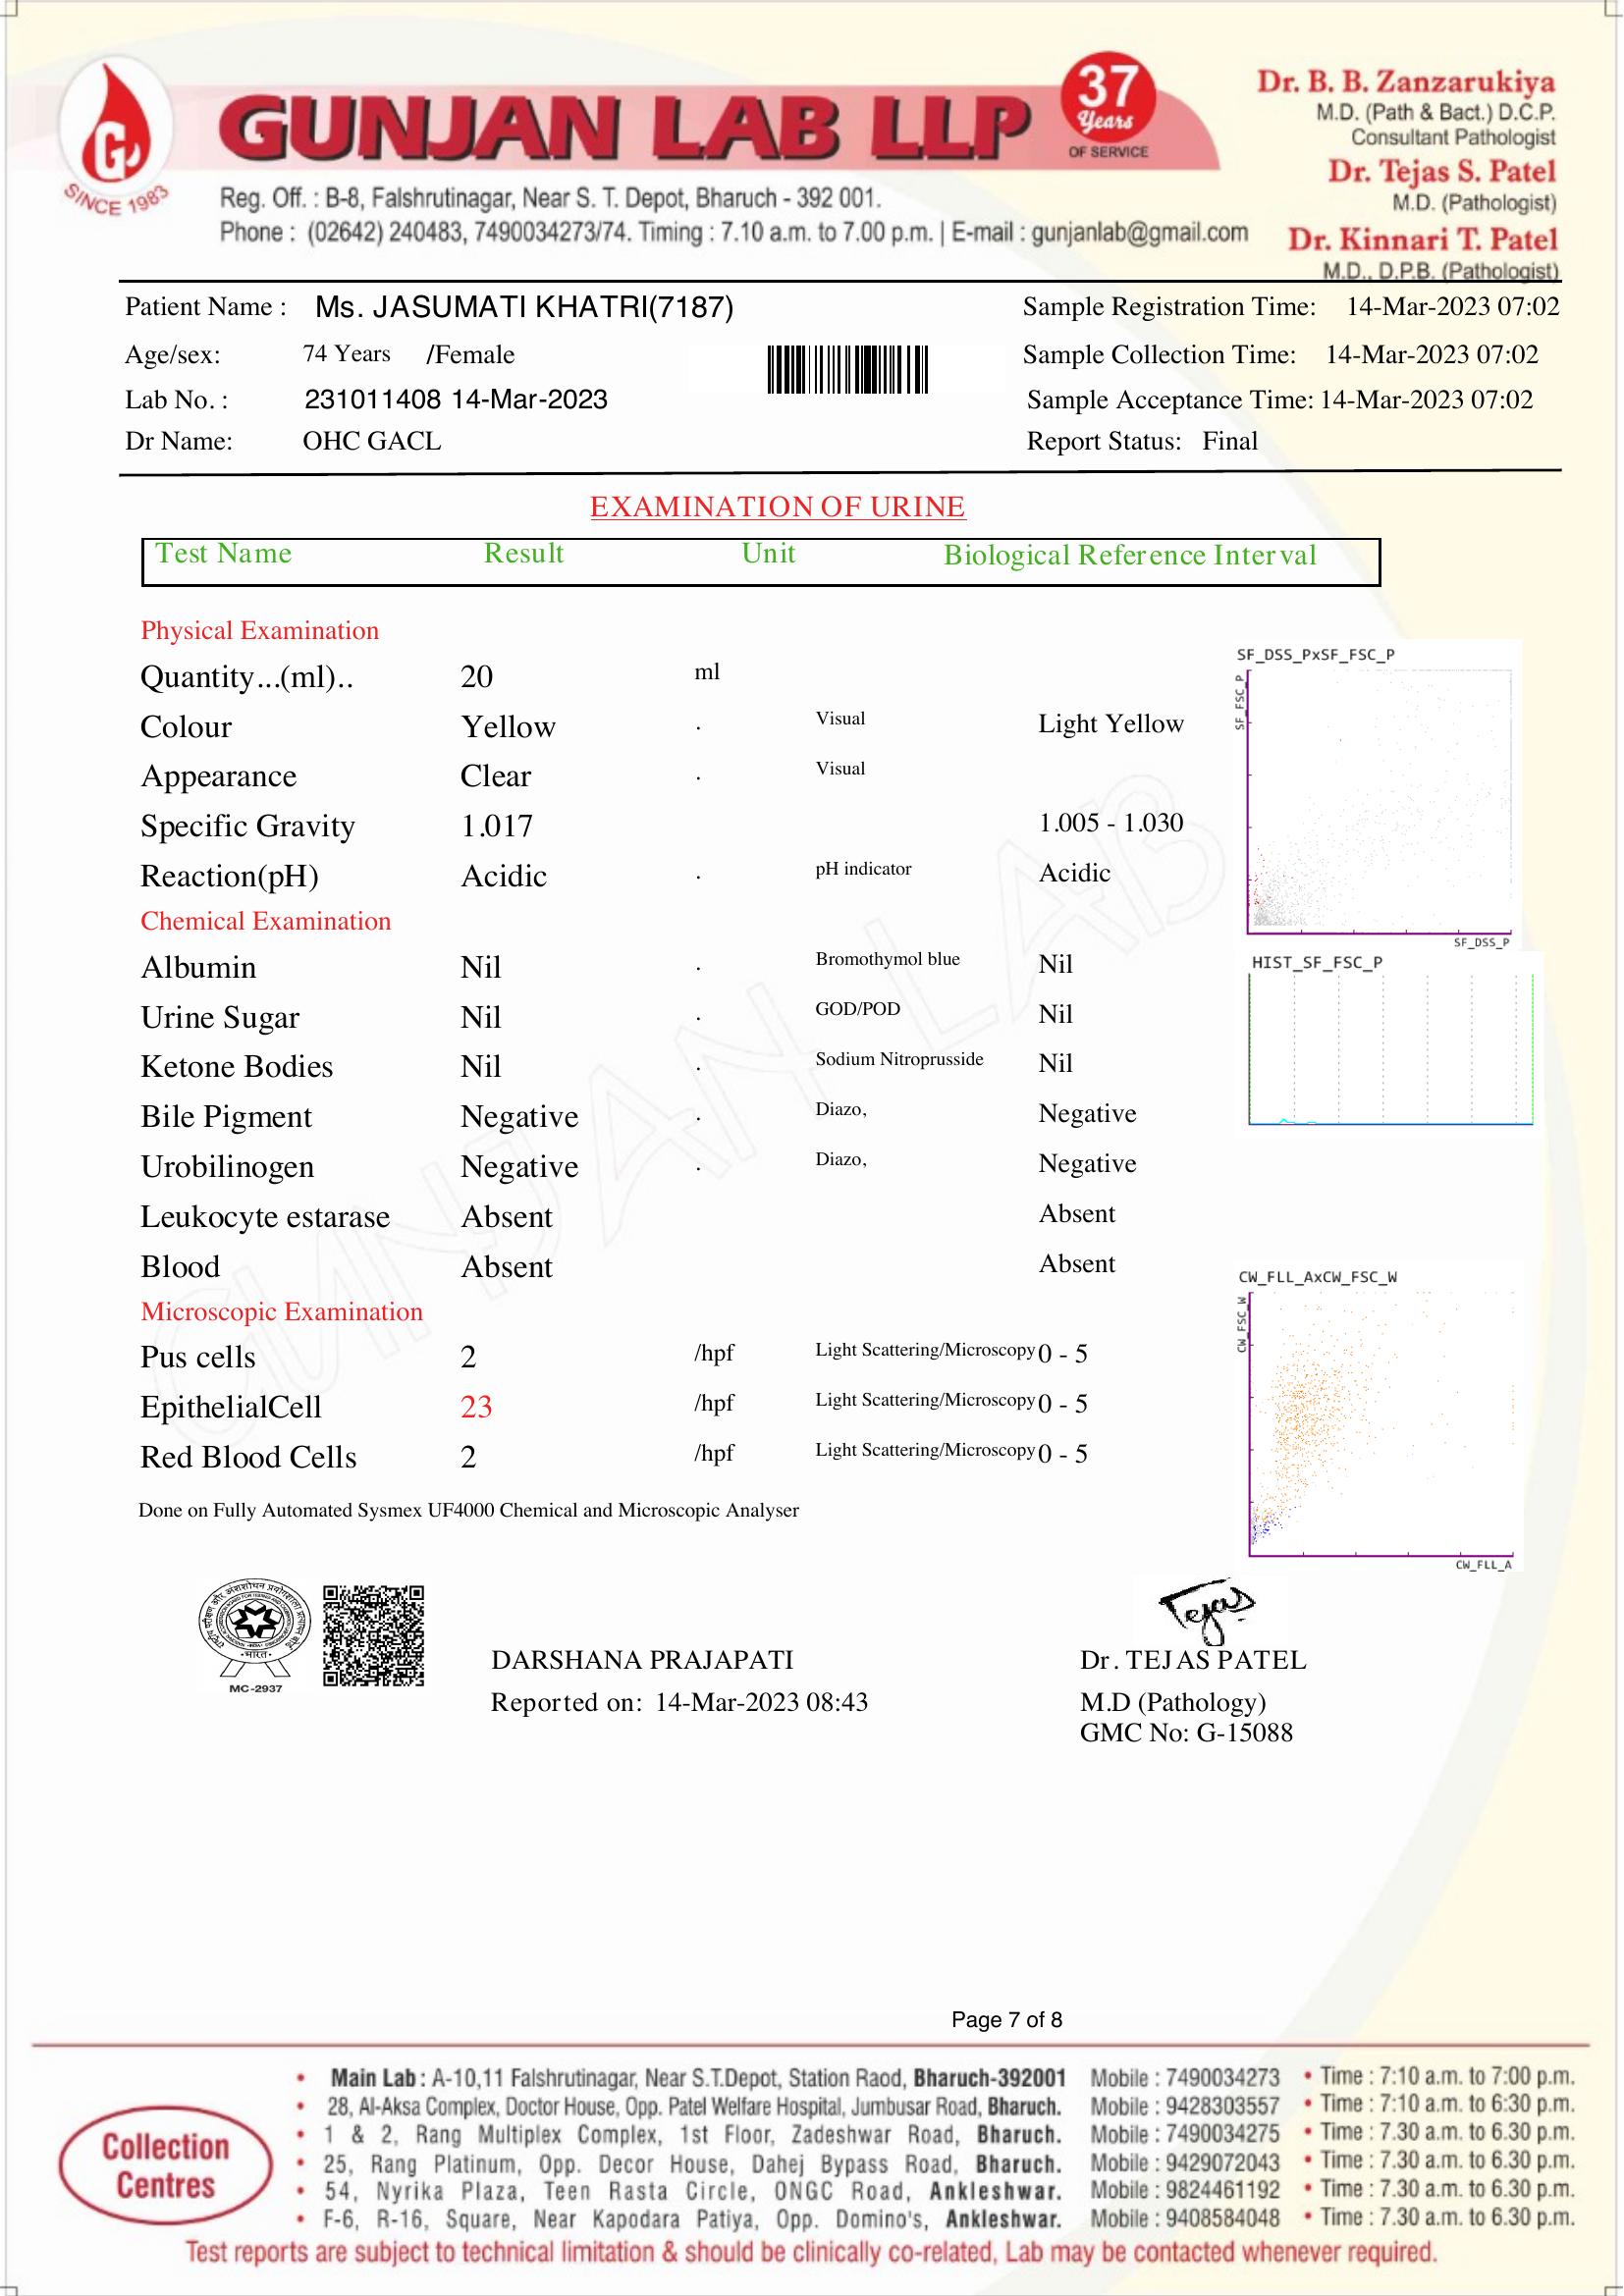 G
SINCE 1983
GUNJAN LAB LLP
37
Years
OF SERVICE
Reg. Off. : B-8, Falshrutinagar, Near S. T. Depot, Bharuch - 392 001.
Phone : (02642) 240483, 7490034273/74. Timing : 7.10 a.m. to 7.00 p.m. | E-mail : gunjanlab@gmail.com
Dr. B. B. Zanzarukiya
M.D. (Path & Bact.) D.C.P.
Consultant Pathologist
Dr. Tejas S. Patel
M.D. (Pathologist)
Dr. Kinnari T. Patel
M.D., D.P.B. (Pathologist)
Patient Name : Ms. JASUMATI KHATRI(7187) Sample Registration Time: 14-Mar-2023 07:02
Age/sex: 74 Years /Female Sample Collection Time: 14-Mar-2023 07:02
Lab No. : 231011408 14-Mar-2023 Sample Acceptance Time: 14-Mar-2023 07:02
Dr Name: OHC GACL Report Status: Final
EXAMINATION OF URINE
Test Name Result Unit Biological Reference Interval
Physical Examination
Quantity...(ml).. 20 ml
Colour Yellow . Visual Light Yellow
Appearance Clear . Visual
Specific Gravity 1.017 1.005 - 1.030
Reaction(pH) Acidic . pH indicator Acidic
Chemical Examination
Albumin Nil . Bromothymol blue Nil
Urine Sugar Nil . GOD/POD Nil
Ketone Bodies Nil . Sodium Nitroprusside Nil
Bile Pigment Negative . Diazo, Negative
Urobilinogen Negative . Diazo, Negative
Leukocyte estarase Absent Absent
Blood Absent Absent
Microscopic Examination
Pus cells 2 /hpf Light Scattering/Microscopy 0 - 5
EpithelialCell 23 /hpf Light Scattering/Microscopy 0 - 5
Red Blood Cells 2 /hpf Light Scattering/Microscopy 0 - 5
Done on Fully Automated Sysmex UF4000 Chemical and Microscopic Analyser
SF_DSS_PxSF_FSC_P
SF_FSC_P
SF_DSS_P
HIST_SF_FSC_P
CW_FLL_AxCW_FSC_W
CW_FSC_W
CW_FLL_A
GUNJAN LAB
भारत
MC-2937
Tejas
DARSHANA PRAJAPATI Dr. TEJAS PATEL
Reported on: 14-Mar-2023 08:43 M.D (Pathology)
GMC No: G-15088
Page 7 of 8
Collection
Centres
• Main Lab : A-10,11 Falshrutinagar, Near S.T.Depot, Station Raod, Bharuch-392001 Mobile : 7490034273 • Time : 7:10 a.m. to 7:00 p.m.
• 28, Al-Aksa Complex, Doctor House, Opp. Patel Welfare Hospital, Jumbusar Road, Bharuch. Mobile : 9428303557 • Time : 7:10 a.m. to 6:30 p.m.
• 1 & 2, Rang Multiplex Complex, 1st Floor, Zadeshwar Road, Bharuch. Mobile : 7490034275 • Time : 7.30 a.m. to 6.30 p.m.
• 25, Rang Platinum, Opp. Decor House, Dahej Bypass Road, Bharuch. Mobile : 9429072043 • Time : 7.30 a.m. to 6.30 p.m.
• 54, Nyrika Plaza, Teen Rasta Circle, ONGC Road, Ankleshwar. Mobile : 9824461192 • Time : 7.30 a.m. to 6.30 p.m.
• F-6, R-16, Square, Near Kapodara Patiya, Opp. Domino's, Ankleshwar. Mobile : 9408584048 • Time : 7.30 a.m. to 6.30 p.m.
Test reports are subject to technical limitation & should be clinically co-related, Lab may be contacted whenever required.